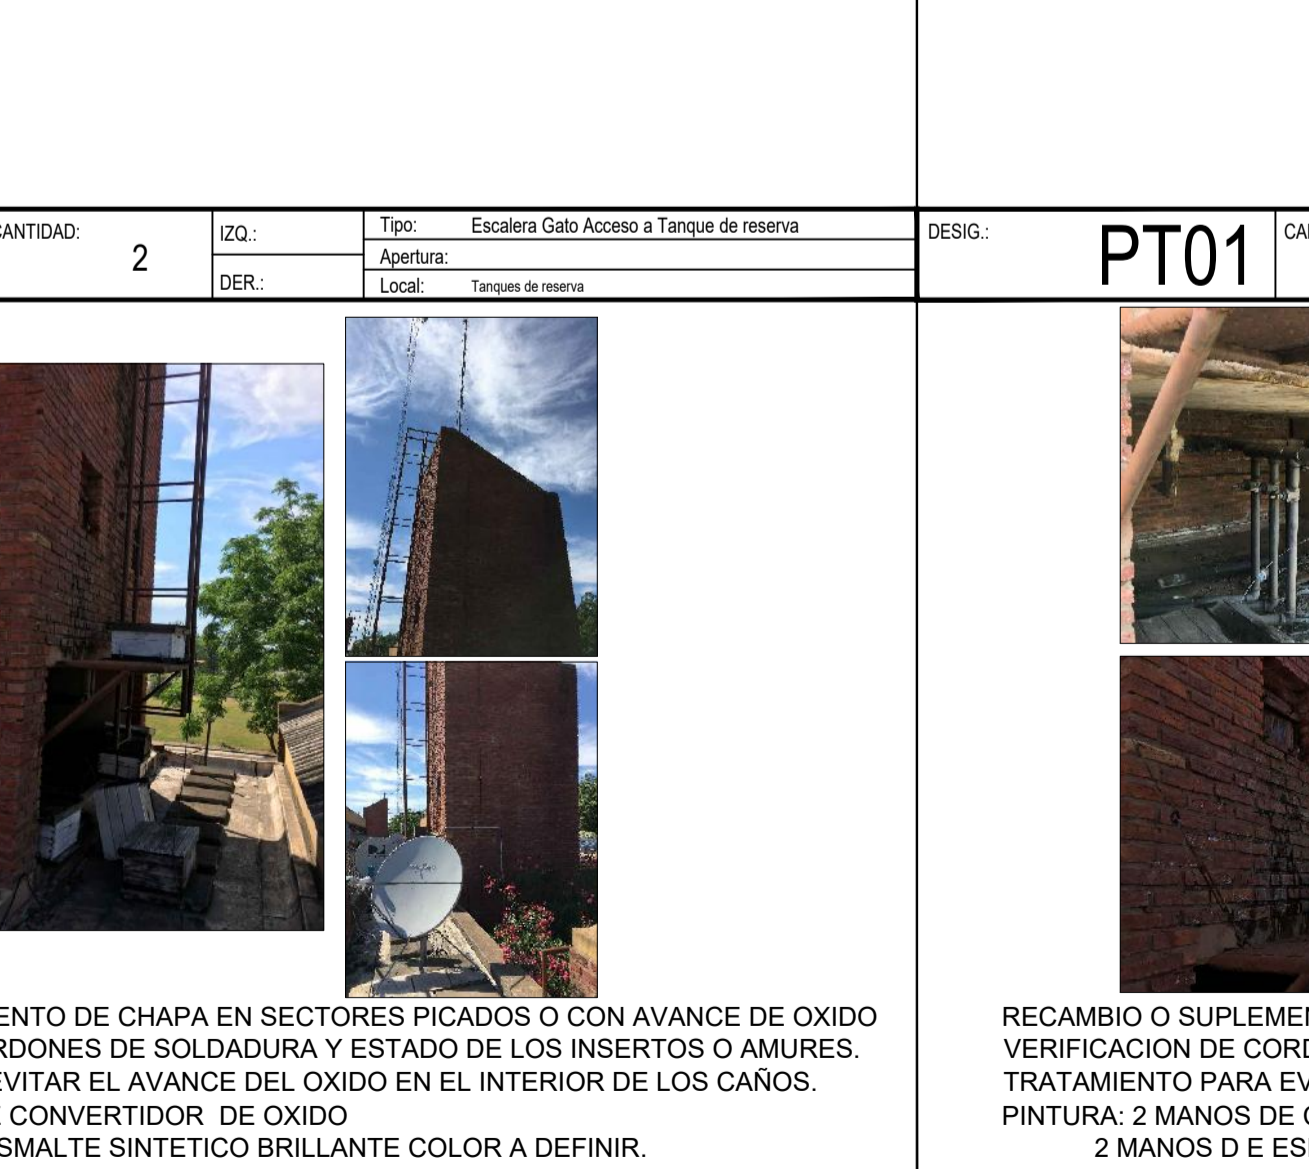 CANTIDAD:
2
IZQ.:
DER.:
Tipo: Escalera Gato Acceso a Tanque de reserva
Apertura:
Local: Tanques de reserva
DESIG.:
PT01
CA
ENTO DE CHAPA EN SECTORES PICADOS O CON AVANCE DE OXIDO
RDONES DE SOLDADURA Y ESTADO DE LOS INSERTOS O AMURES.
EVITAR EL AVANCE DEL OXIDO EN EL INTERIOR DE LOS CAÑOS.
E CONVERTIDOR DE OXIDO
SMALTE SINTETICO BRILLANTE COLOR A DEFINIR.
RECAMBIO O SUPLEMEN
VERIFICACION DE CORD
TRATAMIENTO PARA EV
PINTURA: 2 MANOS DE C
2 MANOS D E ES